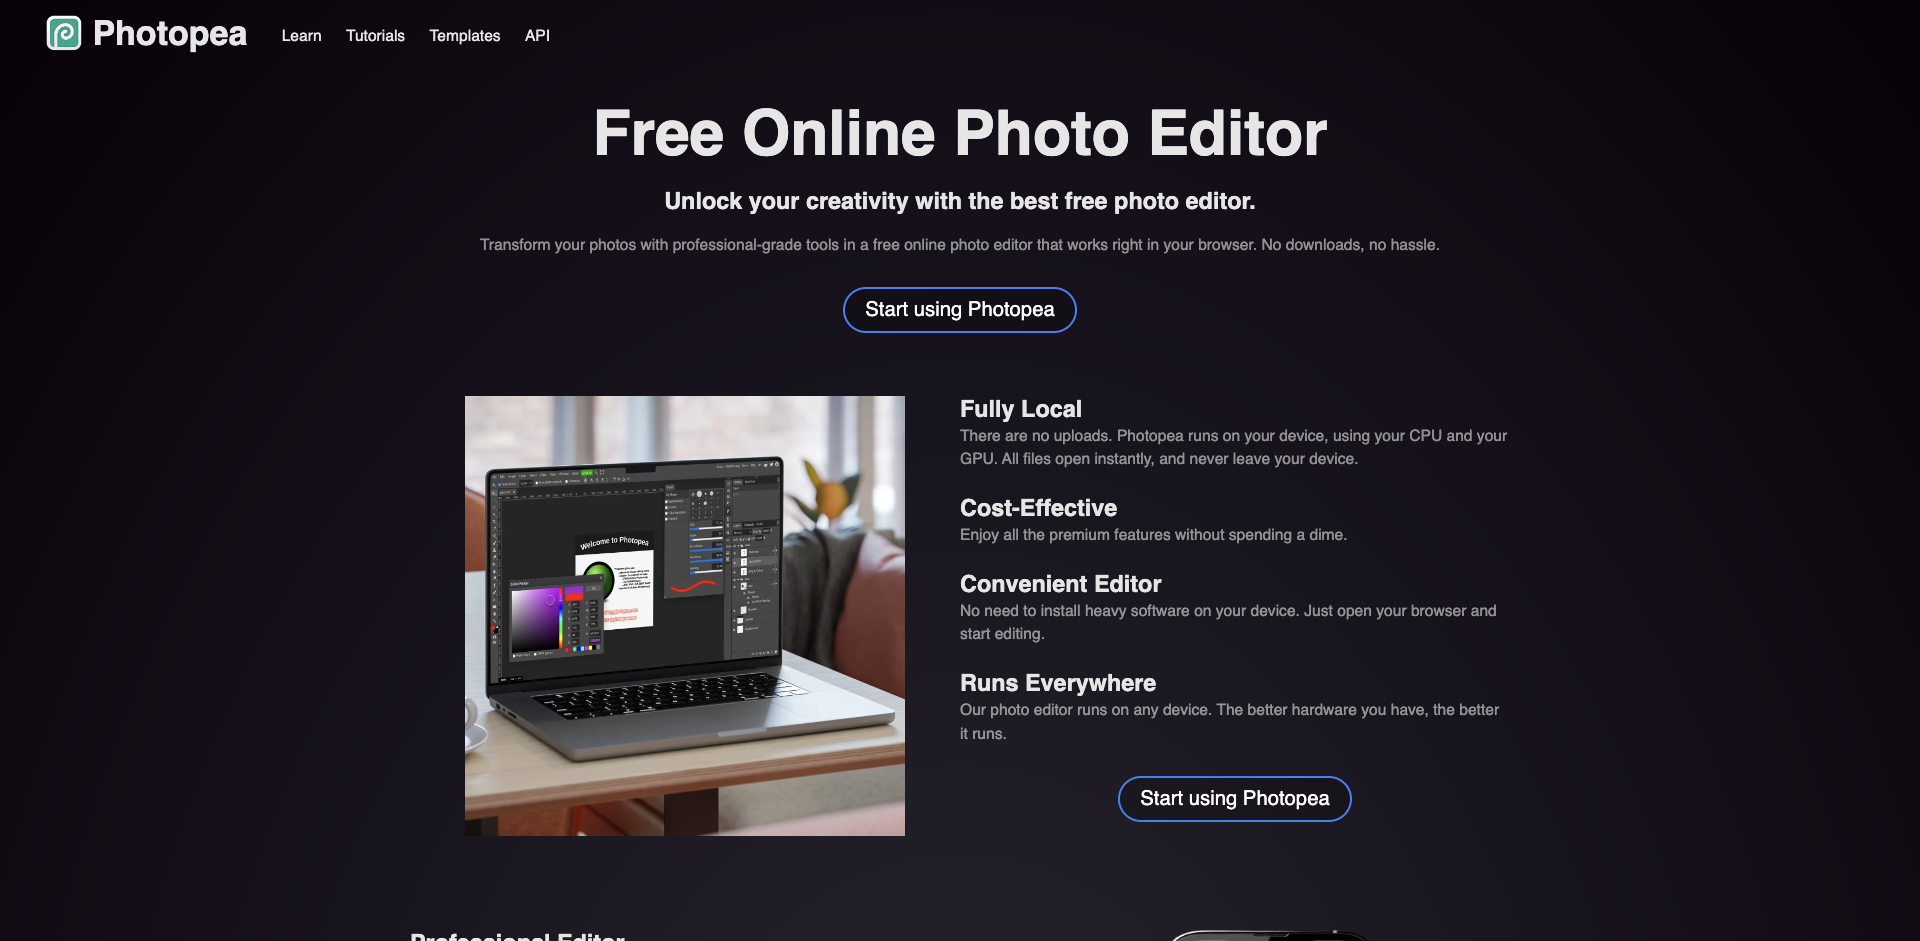 Photopea
Learn Tutorials Templates API
Free Online Photo Editor
Unlock your creativity with the best free photo editor.
Transform your photos with professional-grade tools in a free online photo editor that works right in your browser. No downloads, no hassle.
Start using Photopea
Welcome to Photopea
Color Picker
Fully Local
There are no uploads. Photopea runs on your device, using your CPU and your
GPU. All files open instantly, and never leave your device.
Cost-Effective
Enjoy all the premium features without spending a dime.
Convenient Editor
No need to install heavy software on your device. Just open your browser and
start editing.
Runs Everywhere
Our photo editor runs on any device. The better hardware you have, the better
it runs.
Start using Photopea
Professional Editor